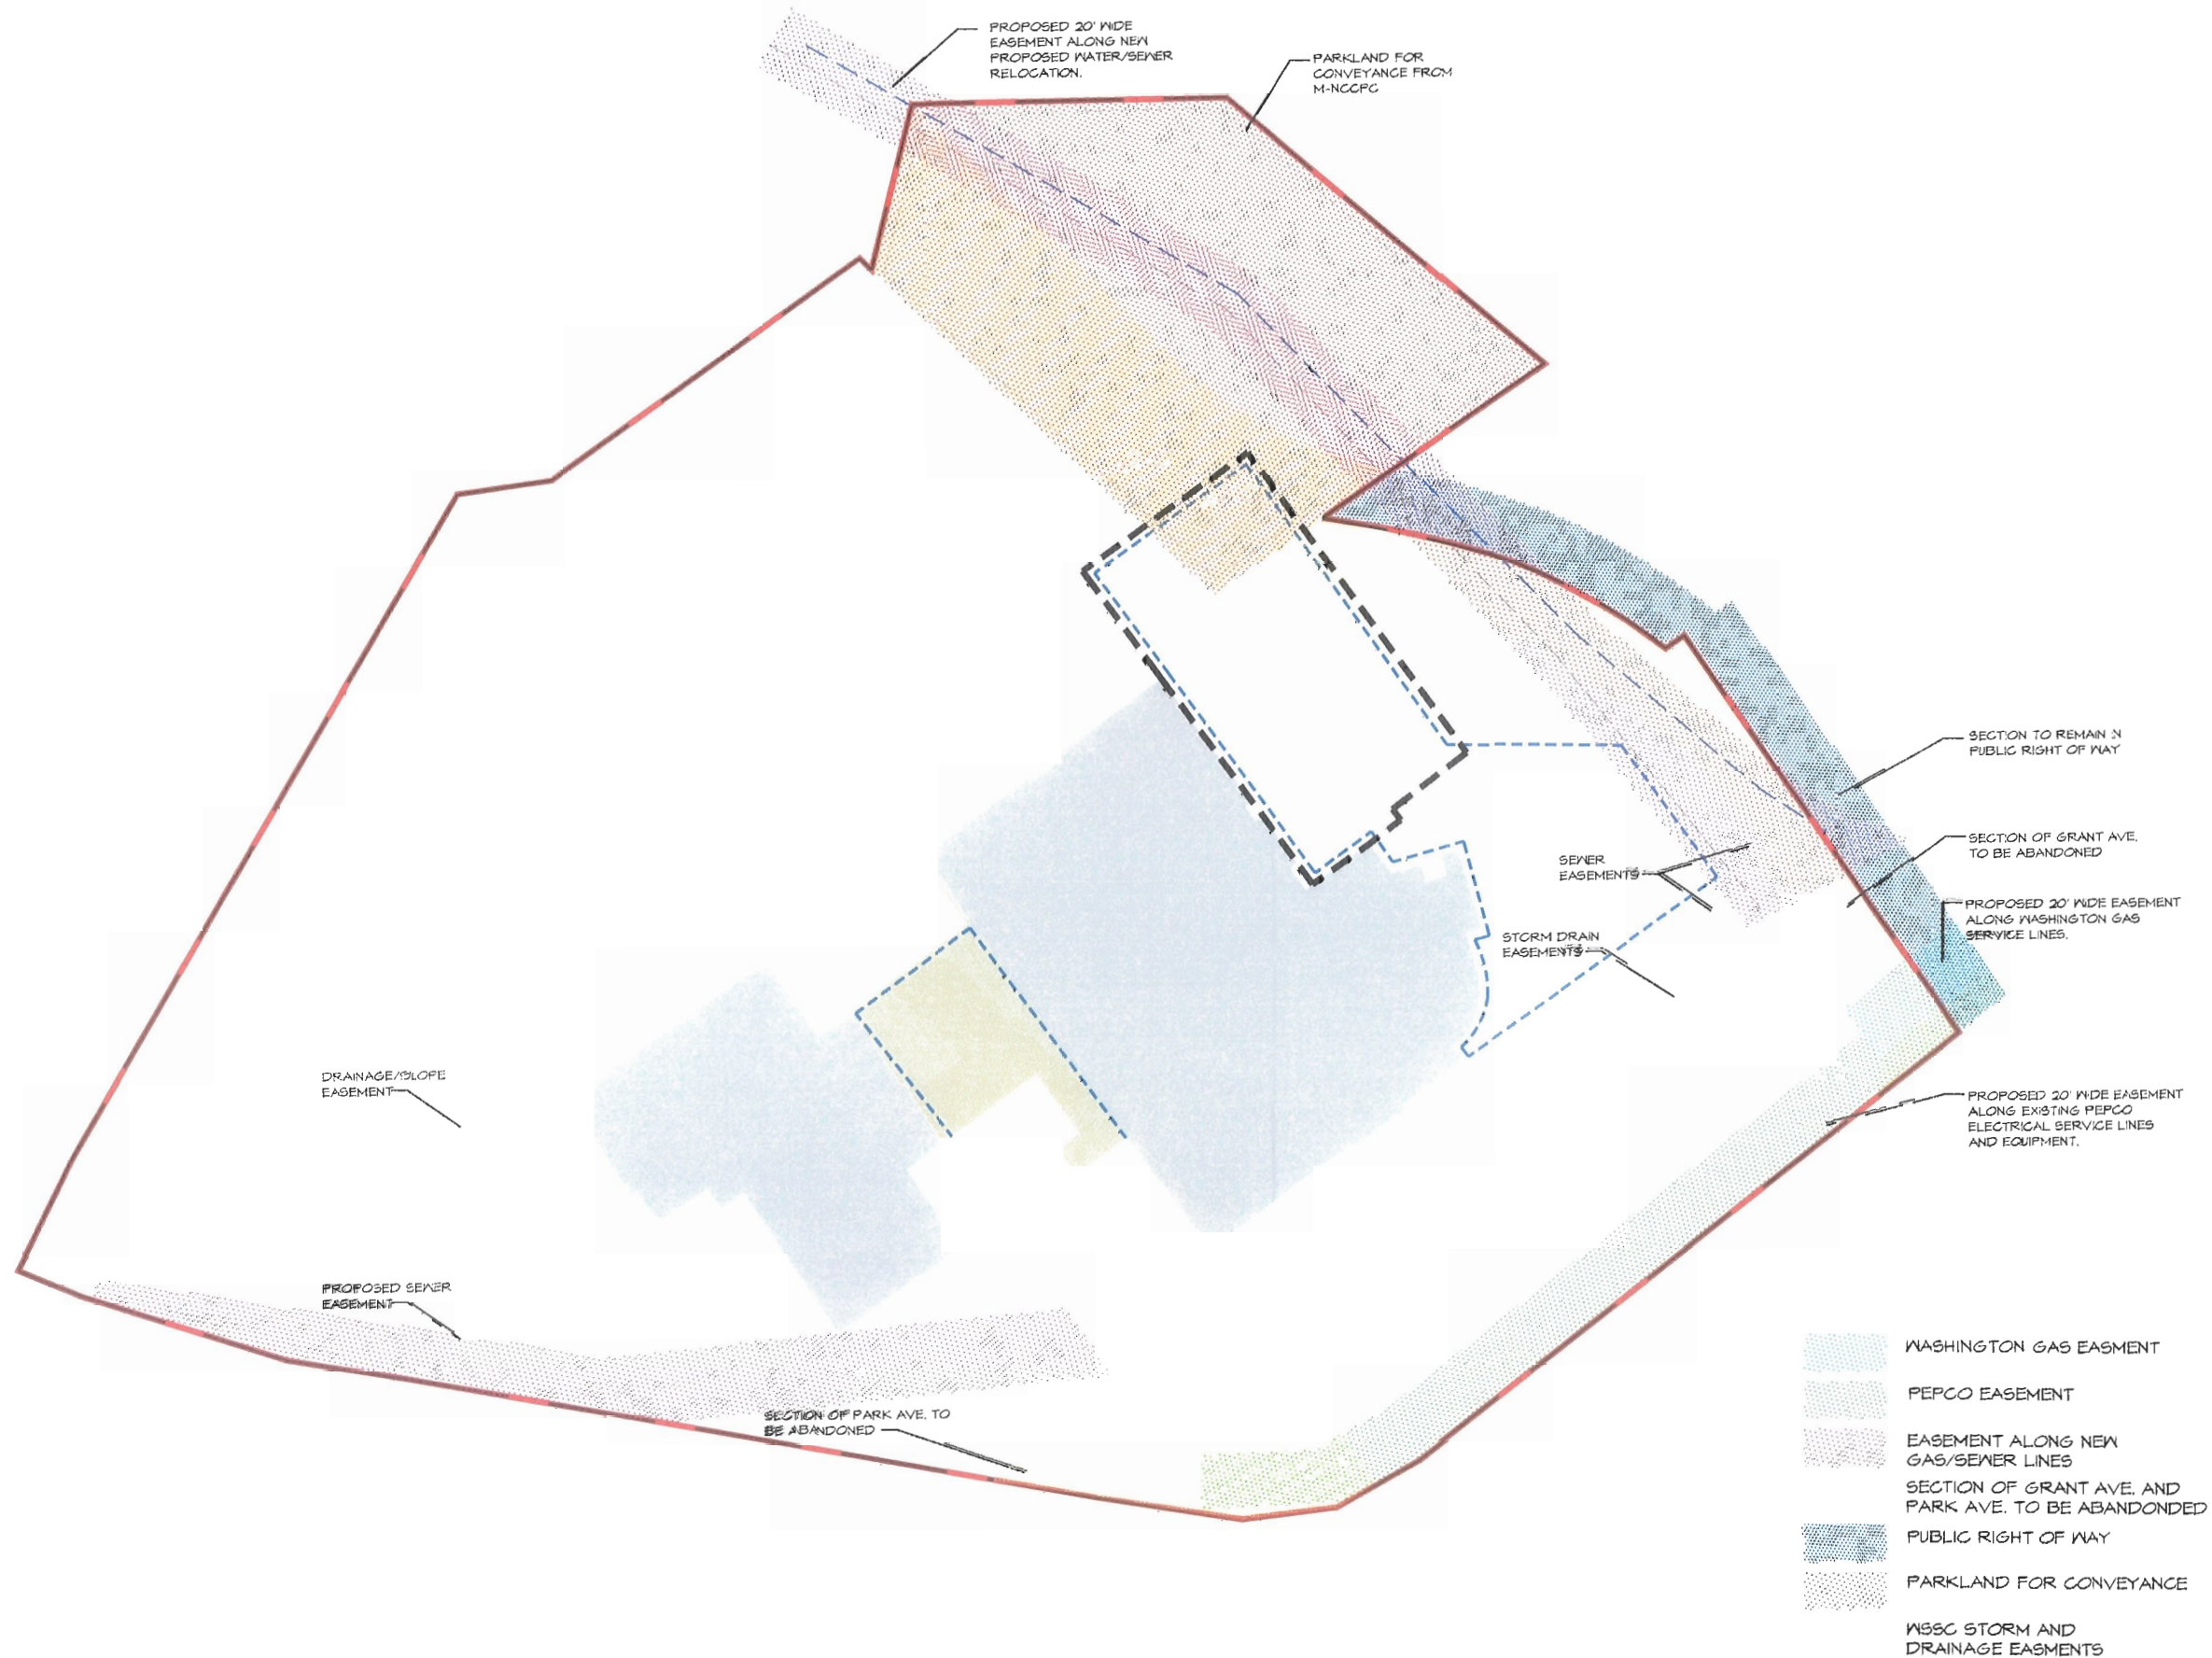 PROPOSED 20' WIDE
EASEMENT ALONG NEW
PROPOSED WATER/SEWER
RELOCATION.
PARKLAND FOR
CONVEYANCE FROM
M-NCCPC
SECTION TO REMAIN IN
PUBLIC RIGHT OF WAY
SECTION OF GRANT AVE.
TO BE ABANDONED
SEWER
EASEMENTS
PROPOSED 20' WIDE EASEMENT
ALONG WASHINGTON GAS
SERVICE LINES.
STORM DRAIN
EASEMENTS
DRAINAGE/SLOPE
EASEMENT
PROPOSED 20' WIDE EASEMENT
ALONG EXISTING PEPCO
ELECTRICAL SERVICE LINES
AND EQUIPMENT.
PROPOSED SEWER
EASEMENT
SECTION OF PARK AVE. TO
BE ABANDONED
WASHINGTON GAS EASMENT
PEPCO EASEMENT
EASEMENT ALONG NEW
GAS/SEWER LINES
SECTION OF GRANT AVE. AND
PARK AVE. TO BE ABANDONDED
PUBLIC RIGHT OF WAY
PARKLAND FOR CONVEYANCE
WSSC STORM AND
DRAINAGE EASMENTS